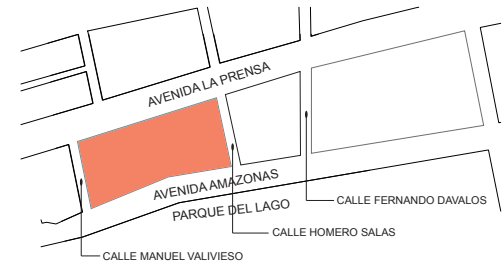 AVENIDA LA PRENSA
AVENIDA AMAZONAS
PARQUE DEL LAGO
CALLE FERNANDO DAVALOS
CALLE HOMERO SALAS
CALLE MANUEL VALIVIESO